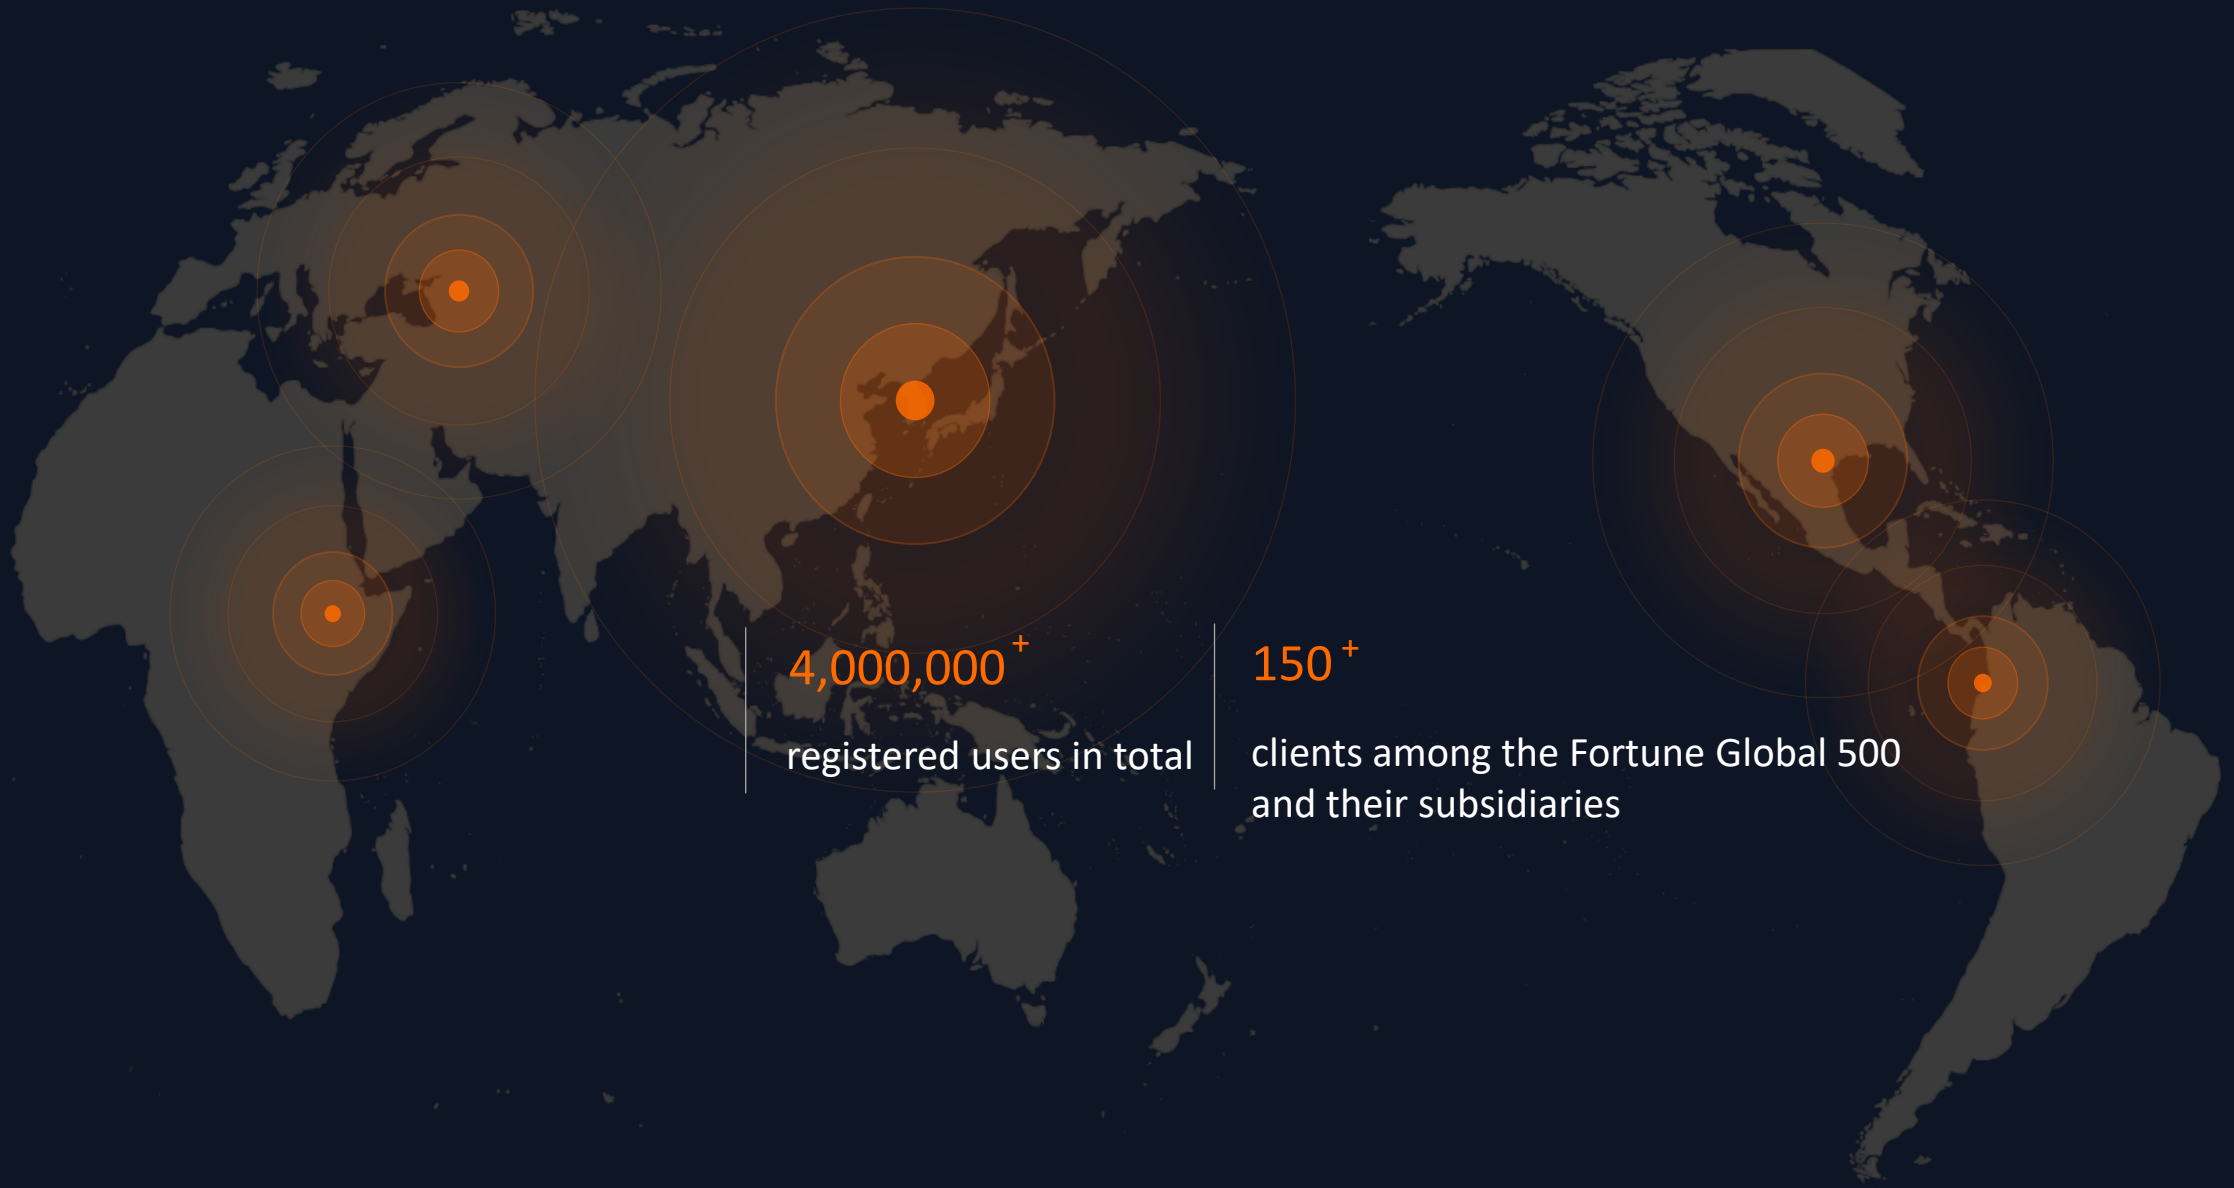 4,000,000+
registered users in total
150+
clients among the Fortune Global 500
and their subsidiaries